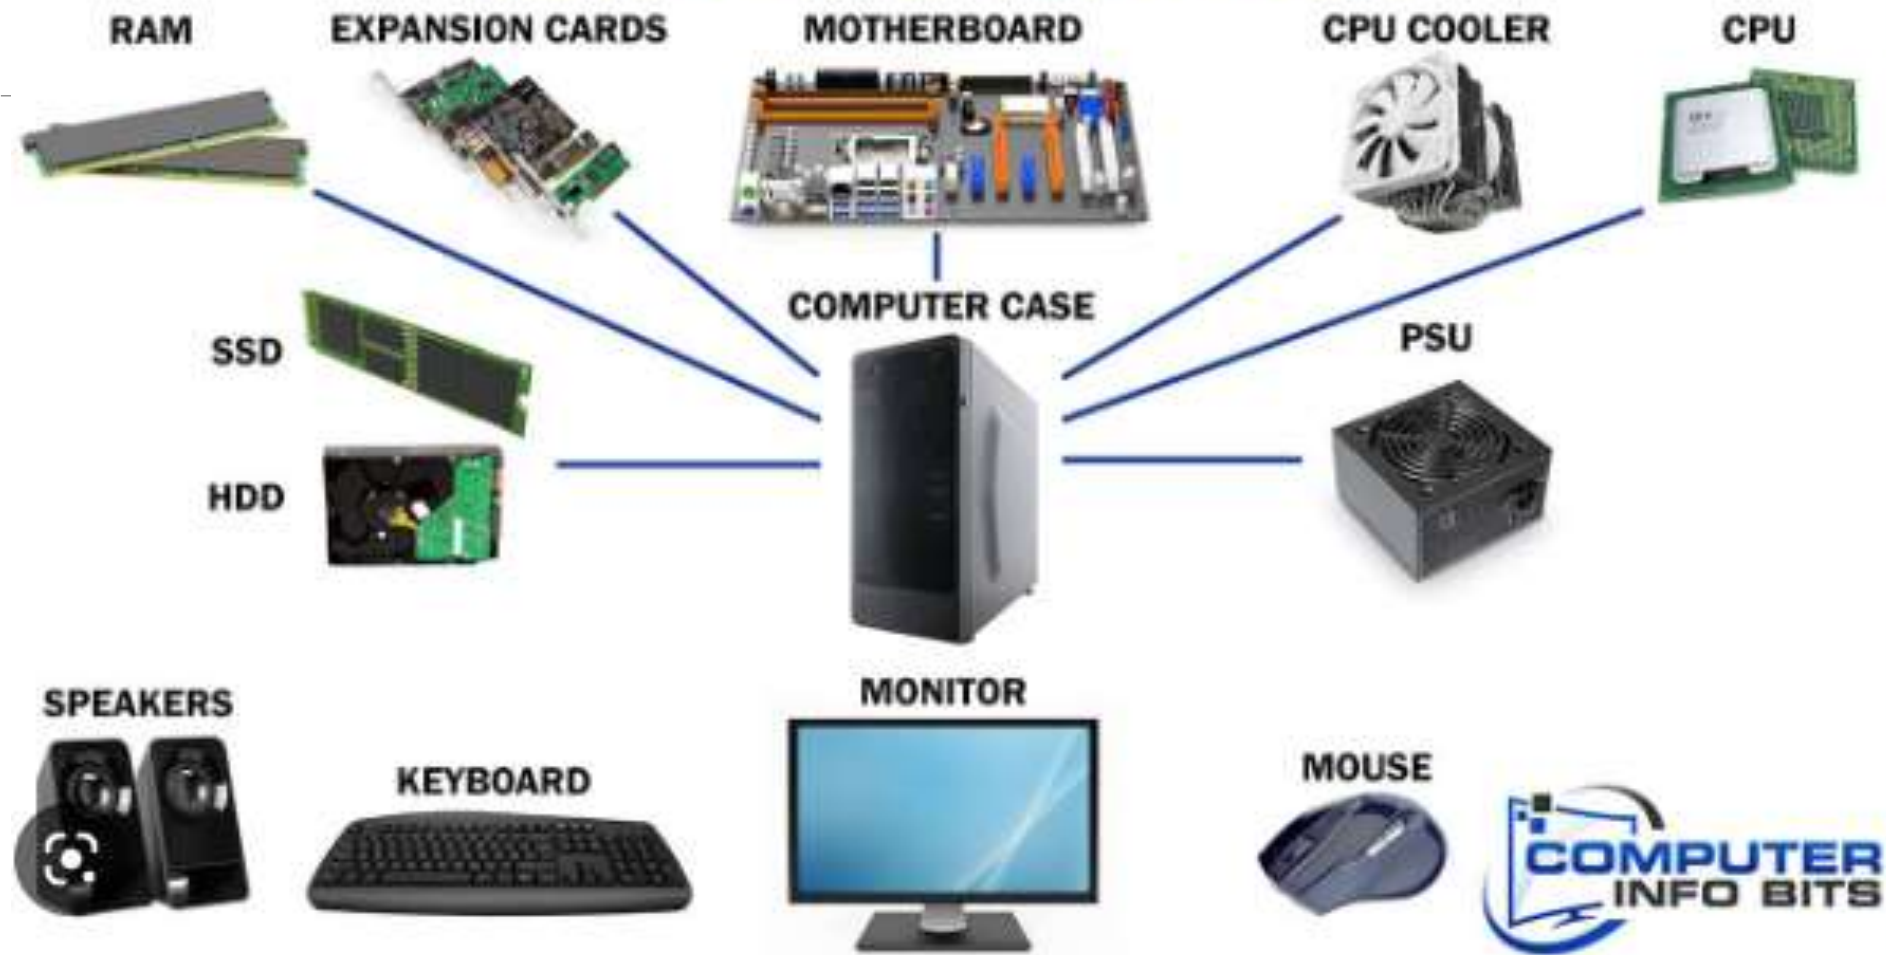 RAM
EXPANSION CARDS
MOTHERBOARD
CPU COOLER
CPU
COMPUTER CASE
SSD
PSU
HDD
SPEAKERS
MONITOR
KEYBOARD
MOUSE
COMPUTER
INFO BITS